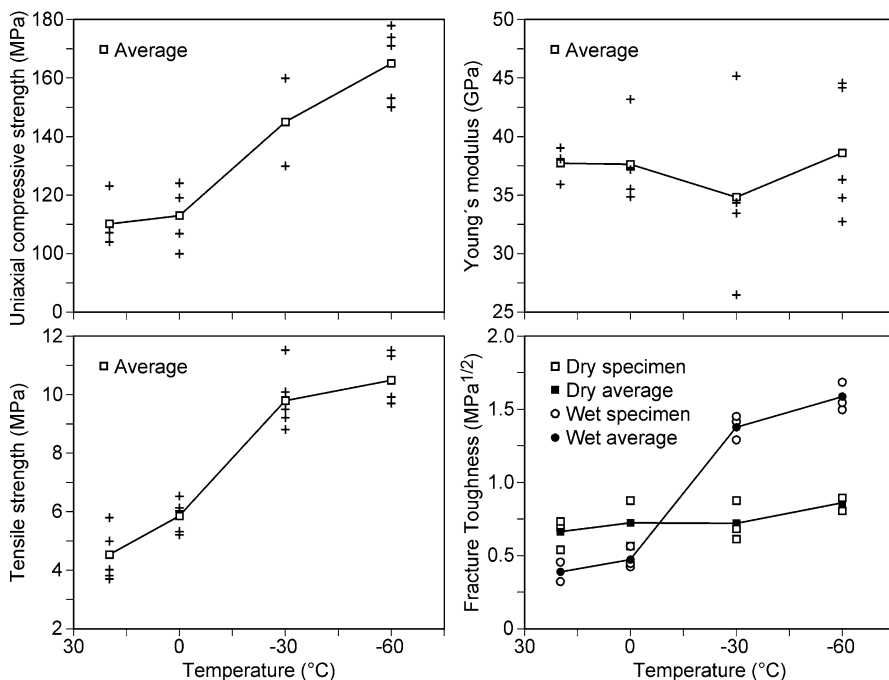 180
160
140
120
100
0
Uniaxial compressive strength (MPa)
Average
50
45
40
35
30
25
Young´s modulus (GPa)
Average
12
10
8
6
4
2
Tensile strength (MPa)
Average
30
0
-30
-60
Temperature (°C)
2.0
1.5
1.0
0.5
0
Fracture Toughness (MPa1/2)
Dry specimen
Dry average
Wet specimen
Wet average
30
0
-30
-60
Temperature (°C)